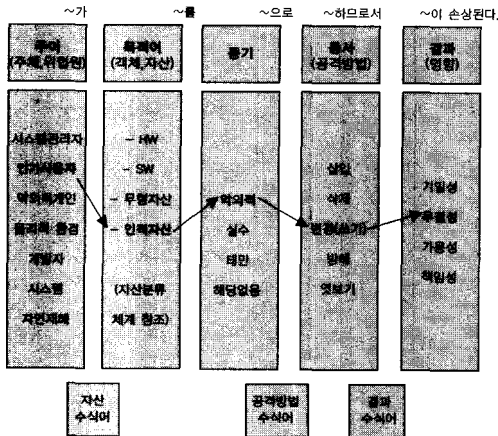 ~가 ~를 ~으로 ~하므로서 ~이 손상된다.
주어 목적어 동기 동사 결과
(주체,위협원) (객체,자산) (공격방법) (영향)
시스템관리자
인가사용자
악의적개인
물리적 환경
개발자
시스템
자연재해
- HW
- SW
- 무형자산
- 인적자산
(자산분류
체계 참조)
악의적
실수
태만
해당없음
삽입
삭제
변경(쓰기)
방해
엿보기
기밀성
무결성
가용성
책임성
자산 공격방법 결과
수식어 수식어 수식어